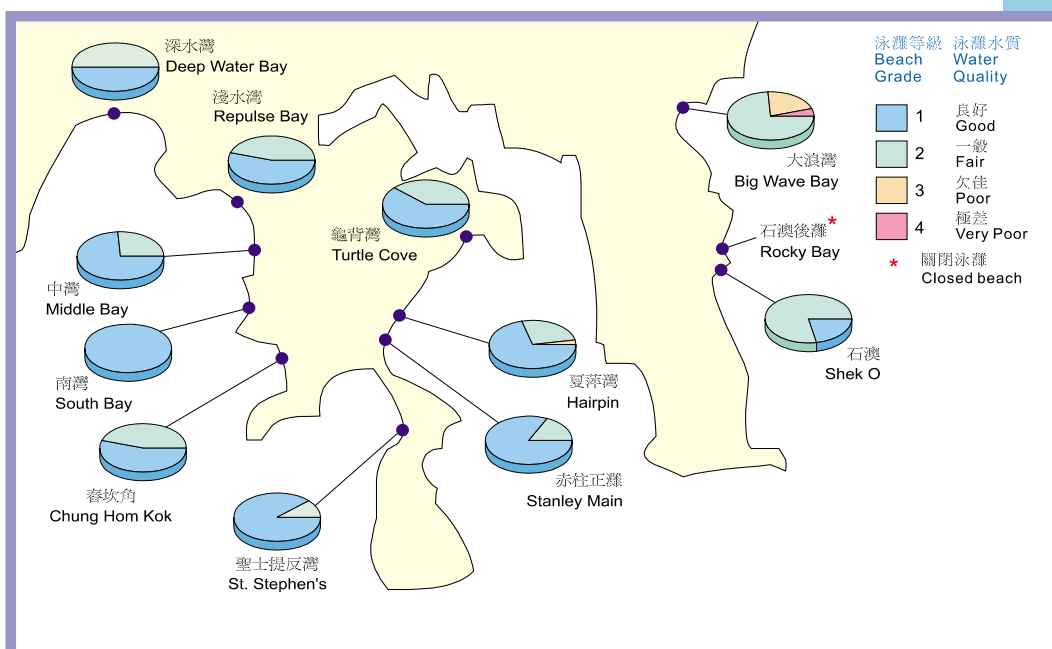 深水灣
Deep Water Bay
淺水灣
Repulse Bay
龜背灣
Turtle Cove
中灣
Middle Bay
南灣
South Bay
舂坎角
Chung Hom Kok
聖士提反灣
St. Stephen's
夏萍灣
Hairpin
赤柱正灘
Stanley Main
大浪灣
Big Wave Bay
石澳後灘*
Rocky Bay
石澳
Shek O
泳灘等級
Beach
Grade
泳灘水質
Water
Quality
1 良好
Good
2 一般
Fair
3 欠佳
Poor
4 極差
Very Poor
* 關閉泳灘
Closed beach